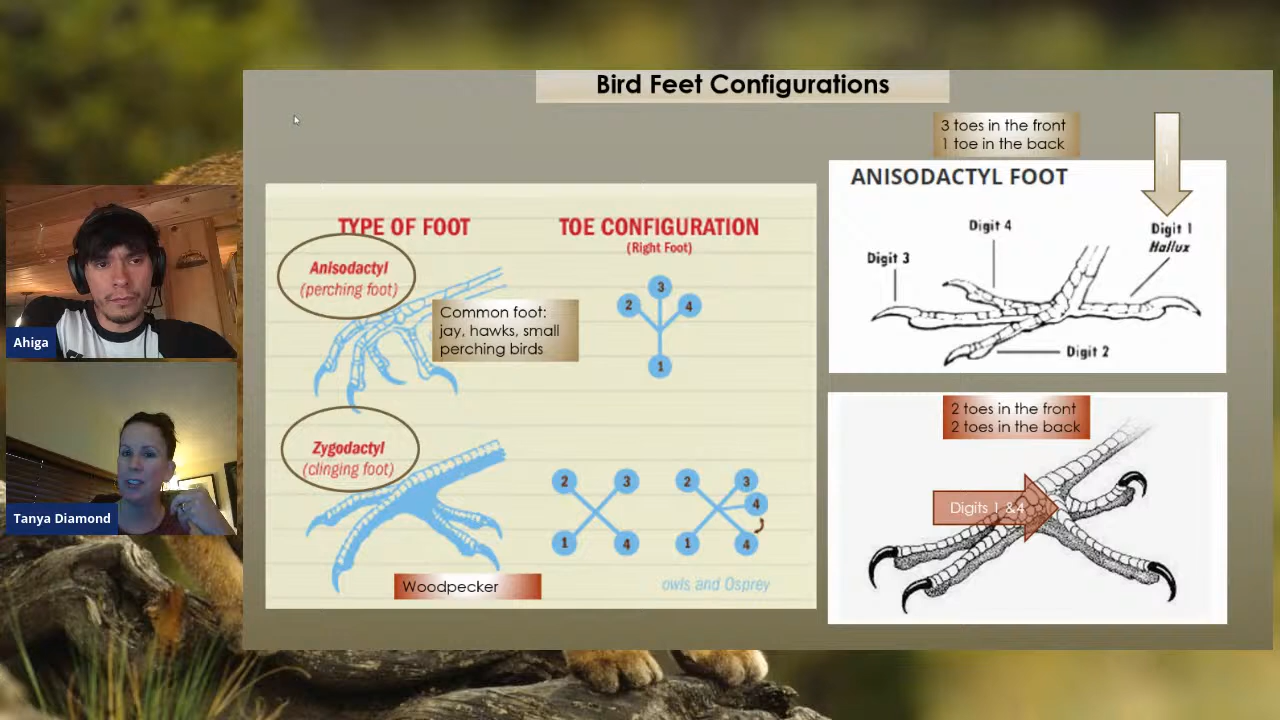 Bird Feet Configurations
3 toes in the front
1 toe in the back
1
ANISODACTYL FOOT
Digit 4
Digit 1
Hallux
Digit 3
Digit 2
TYPE OF FOOT
TOE CONFIGURATION
(Right Foot)
Anisodactyl
(perching foot)
Common foot:
jay, hawks, small
perching birds
3
2
4
1
Zygodactyl
(clinging foot)
2
3
1
4
2
3
4
1
4
Woodpecker
owls and Osprey
2 toes in the front
2 toes in the back
Digits 1 &4
Ahiga
Tanya Diamond